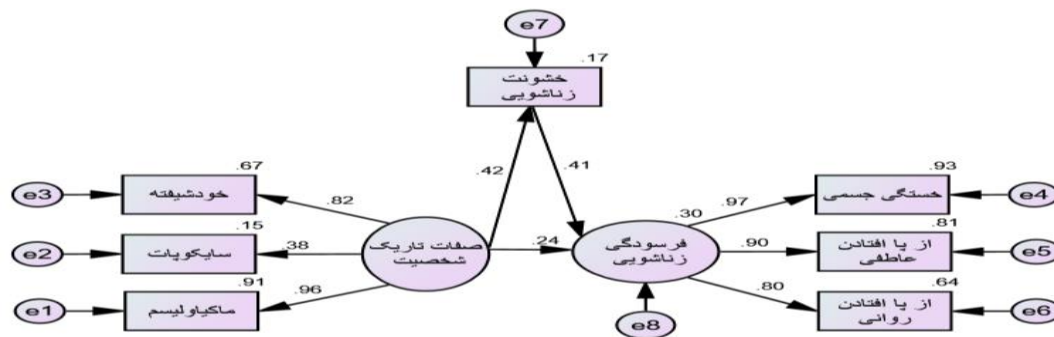 e7
.17
خشونت
زناشویی
.42
.41
.67
e3
خودشیفته
.82
.15
e2
سایکوپات
.38
.91
e1
ماکیاولیسم
.96
صفات تاریک
شخصیت
.24
.30
فرسودگی
زناشویی
e8
.97
.93
خستگی جسمی
e4
.90
.81
از پا افتادن
عاطفی
e5
.80
.64
از پا افتادن
روانی
e6